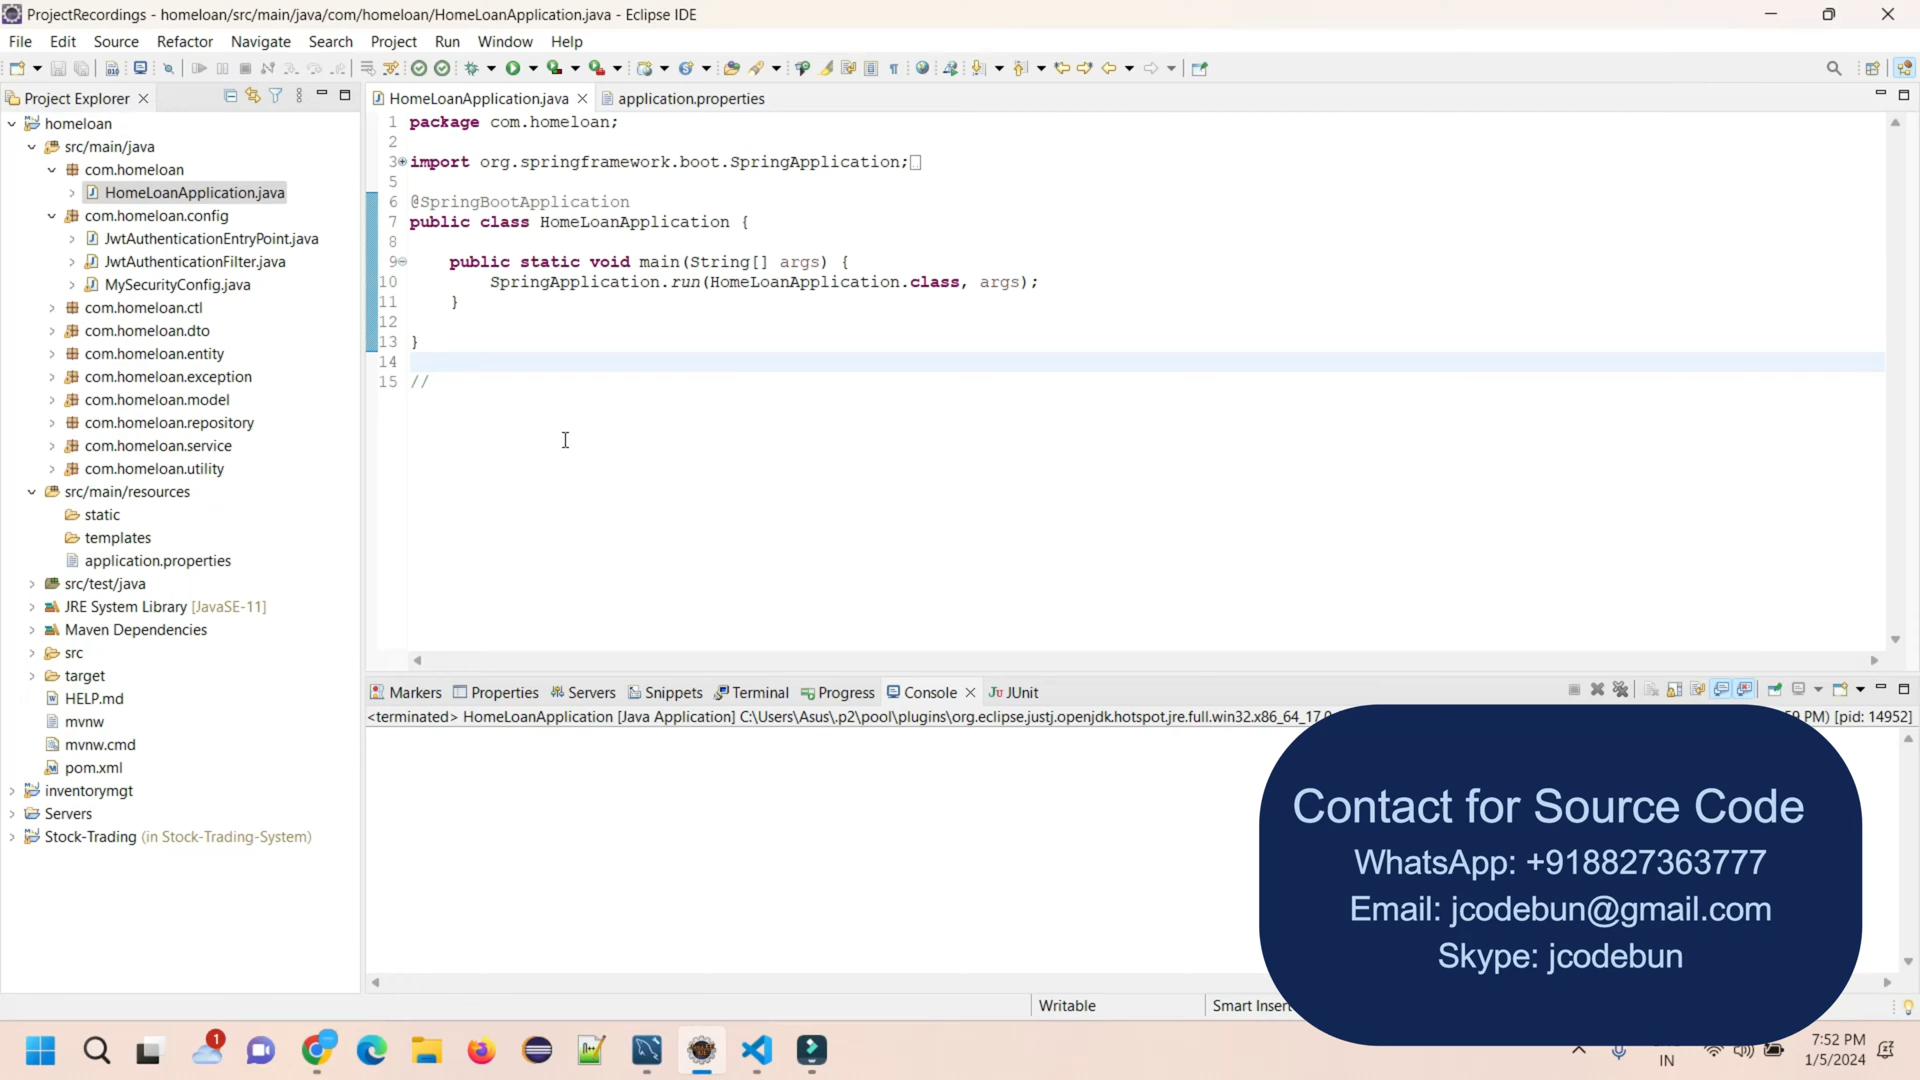 ProjectRecordings - homeloan/src/main/java/com/homeloan/HomeLoanApplication.java - Eclipse IDE
File Edit Source Refactor Navigate Search Project Run Window Help
Project Explorer
homeloan
src/main/java
com.homeloan
HomeLoanApplication.java
com.homeloan.config
JwtAuthenticationEntryPoint.java
JwtAuthenticationFilter.java
MySecurityConfig.java
com.homeloan.ctl
com.homeloan.dto
com.homeloan.entity
com.homeloan.exception
com.homeloan.model
com.homeloan.repository
com.homeloan.service
com.homeloan.utility
src/main/resources
static
templates
application.properties
src/test/java
JRE System Library [JavaSE-11]
Maven Dependencies
src
target
HELP.md
mvnw
mvnw.cmd
pom.xml
inventorymgt
Servers
Stock-Trading (in Stock-Trading-System)
HomeLoanApplication.java application.properties
1 package com.homeloan;
2
3 import org.springframework.boot.SpringApplication;
5
6 @SpringBootApplication
7 public class HomeLoanApplication {
8
9 public static void main(String[] args) {
10 SpringApplication.run(HomeLoanApplication.class, args);
11 }
12
13 }
14
15 //
Markers Properties Servers Snippets Terminal Progress Console JUnit
<terminated> HomeLoanApplication [Java Application] C:\Users\Asus\.p2\pool\plugins\org.eclipse.justj.openjdk.hotspot.jre.full.win32.x86_64_17.0 PM) [pid: 14952]
Contact for Source Code
WhatsApp: +918827363777
Email: jcodebun@gmail.com
Skype: jcodebun
Writable Smart Insert
1
IN
7:52 PM
1/5/2024